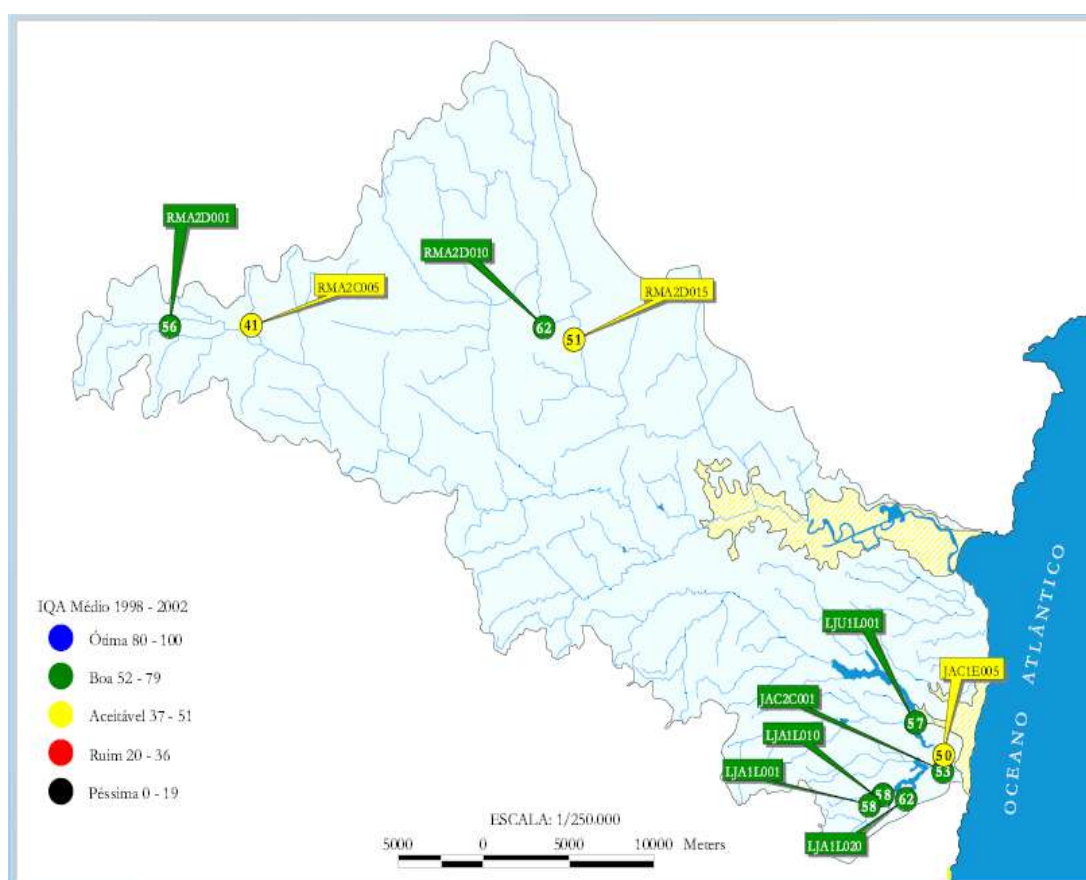 RMA2D001
RMA2D010
RMA2C005
RMA2D015
56
41
62
51
LJU1L001
JAC1E005
JAC2C001
LJA1L010
LJA1L001
LJA1L020
57
50
53
58
58
62
OCEANO ATLÂNTICO
IQA Médio 1998 - 2002
Ótima 80 - 100
Boa 52 - 79
Aceitável 37 - 51
Ruim 20 - 36
Péssima 0 - 19
ESCALA: 1/250.000
5000 0 5000 10000 Meters